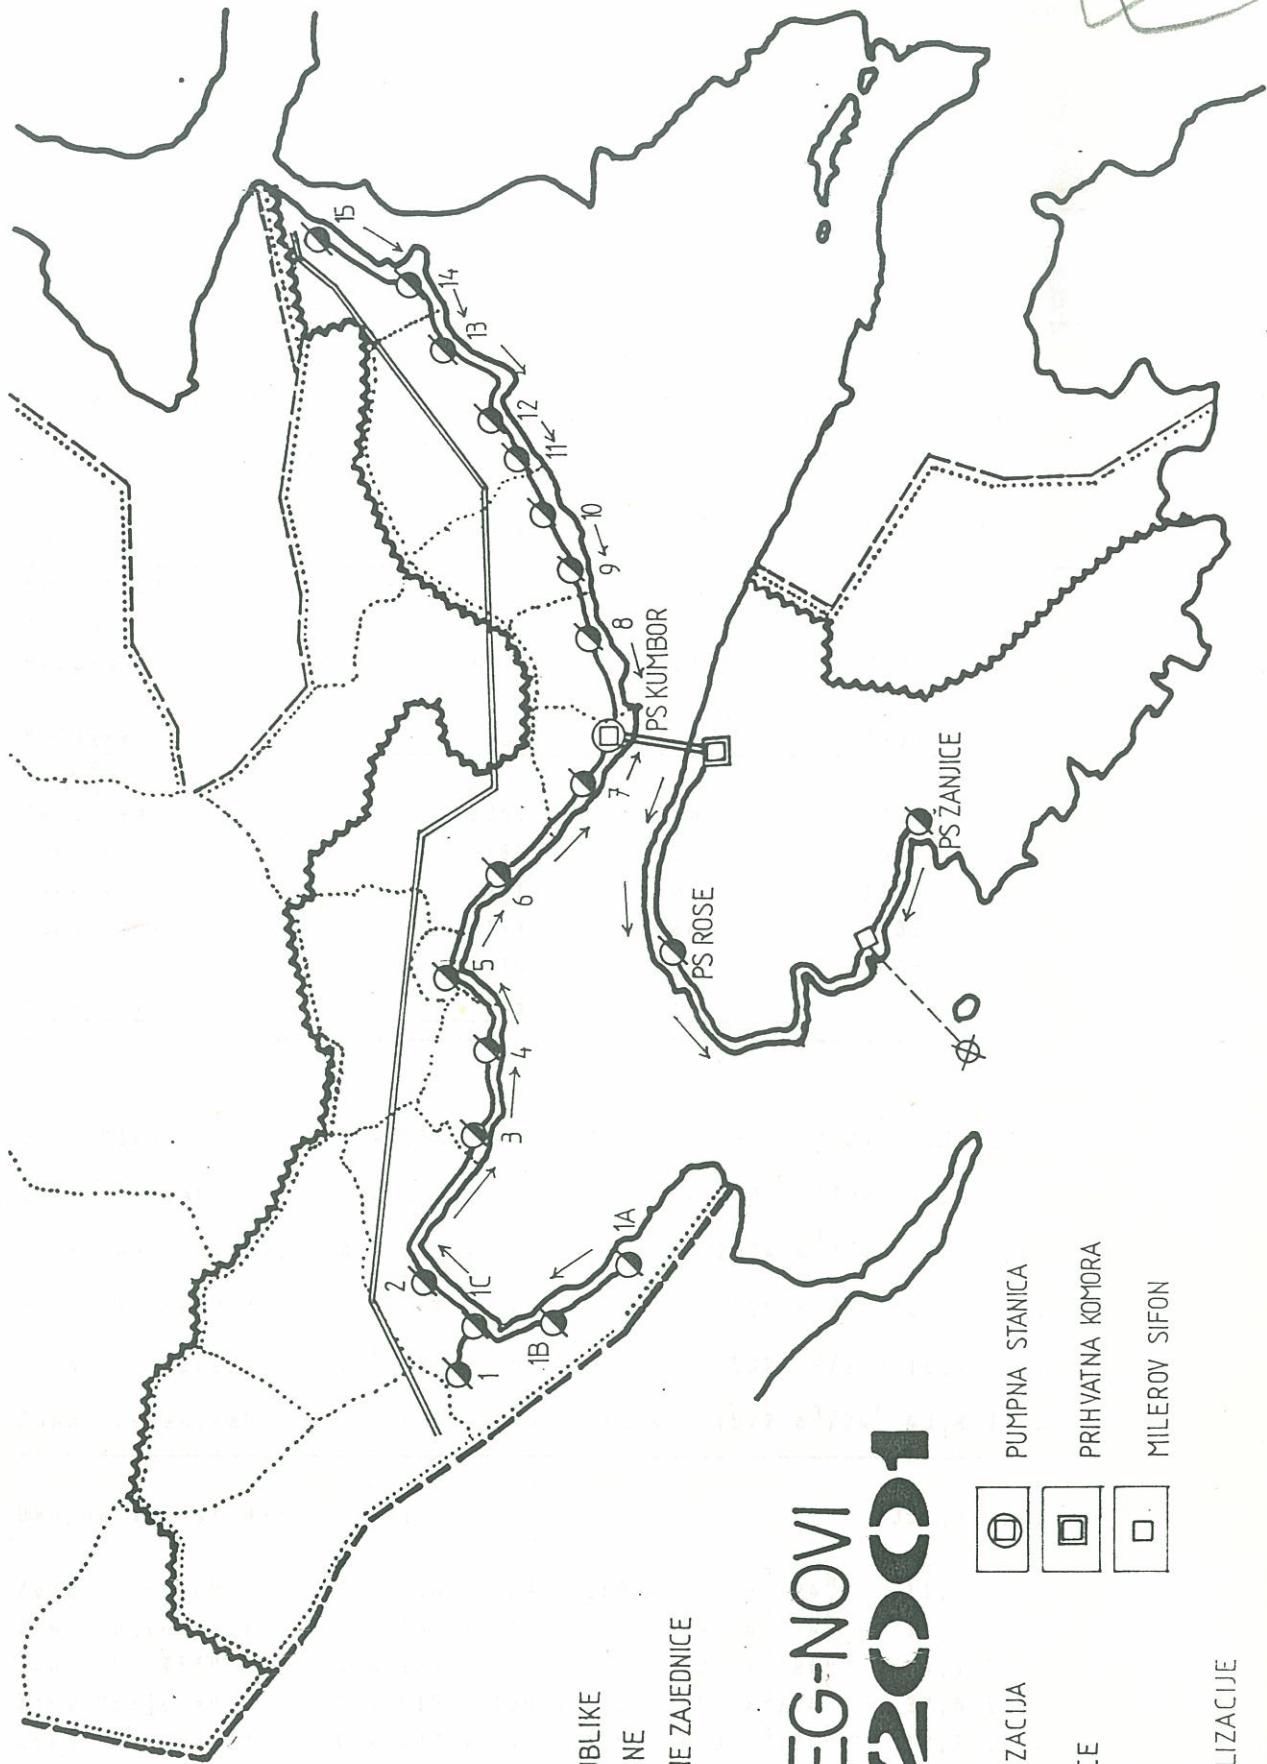 15
14
13
12
11
10
9
8
PS KUMBOR
7
6
5
4
3
2
1C
1
1B
1A
PS ROSE
PS ŽANJICE
BLIKE
NE
E ZAJEDNICE
EG-NOVI
2001
ZACIJA
CE
LIZACIJE
PUMPNA STANICA
PRIHVATNA KOMORA
MILEROV SIFON